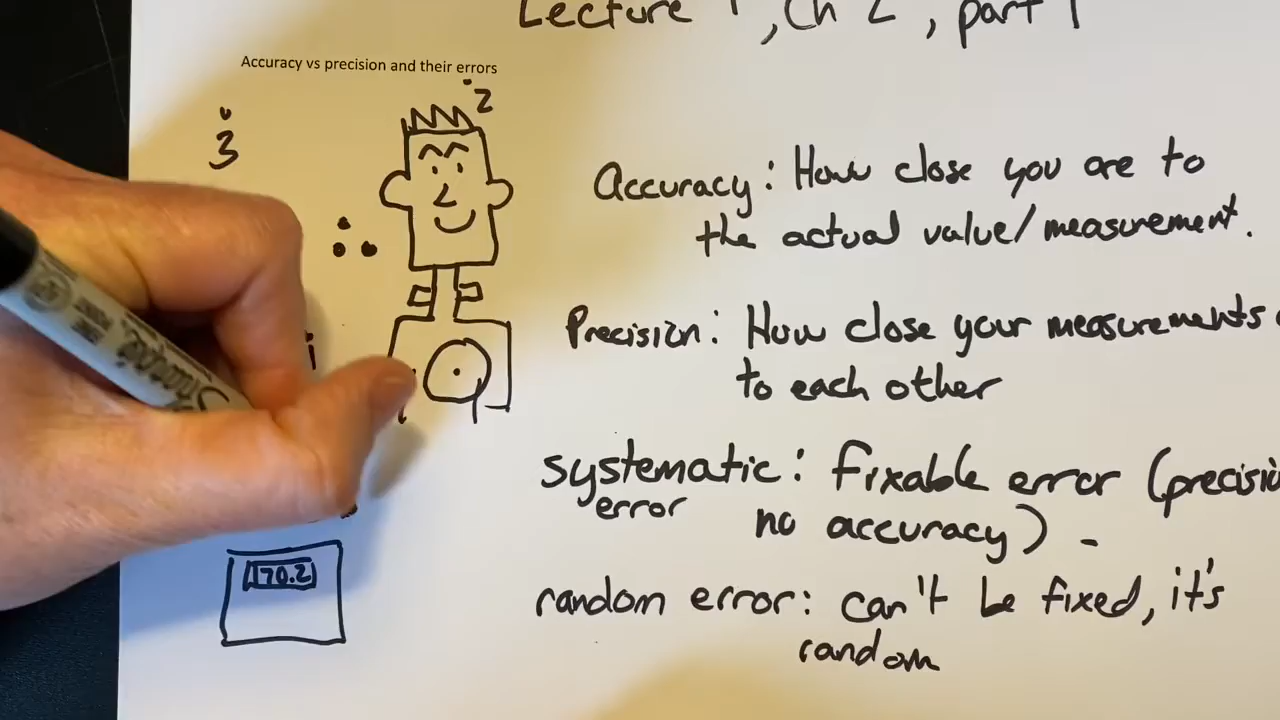 Lecture 1, Ch 2, part 1
Accuracy vs precision and their errors
2
3
Accuracy: How close you are to
the actual value/measurement.
Precision: How close your measurements
to each other
systematic: fixable error (precisio
error
no accuracy)
170.2
random error: can't be fixed, it's
random